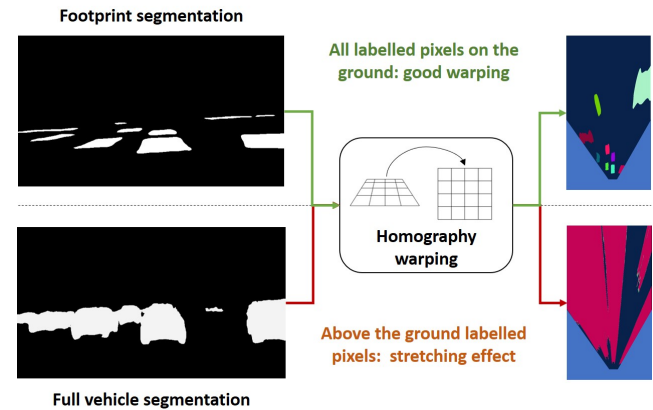 Footprint segmentation
All labelled pixels on the
ground: good warping
Homography
warping
Above the ground labelled
pixels: stretching effect
Full vehicle segmentation